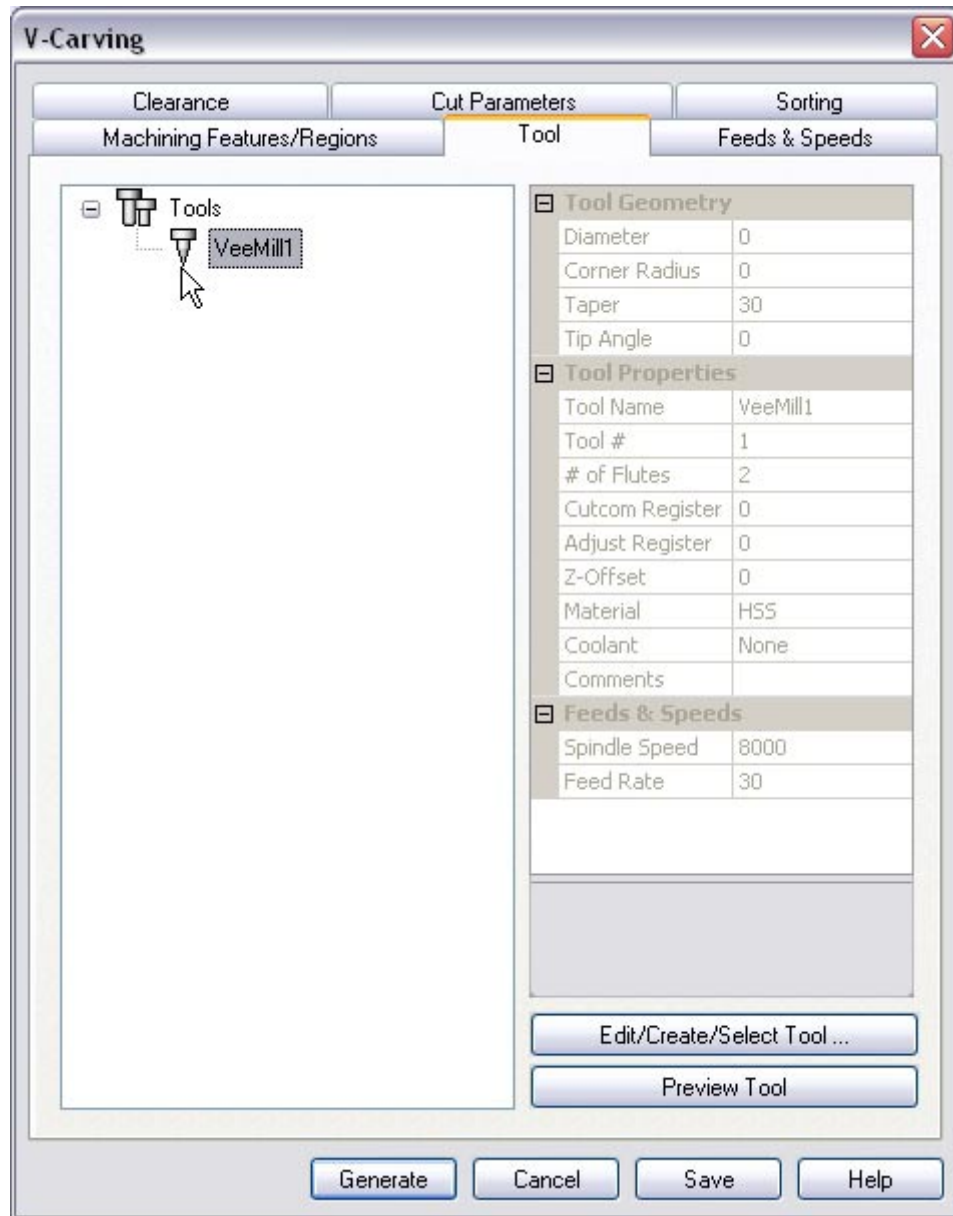 V-Carving
Clearance Cut Parameters Sorting
Machining Features/Regions Tool Feeds & Speeds
Tools
VeeMill1
Tool Geometry
Diameter 0
Corner Radius 0
Taper 30
Tip Angle 0
Tool Properties
Tool Name VeeMill1
Tool # 1
# of Flutes 2
Cutcom Register 0
Adjust Register 0
Z-Offset 0
Material HSS
Coolant None
Comments
Feeds & Speeds
Spindle Speed 8000
Feed Rate 30
Edit/Create/Select Tool ...
Preview Tool
Generate Cancel Save Help